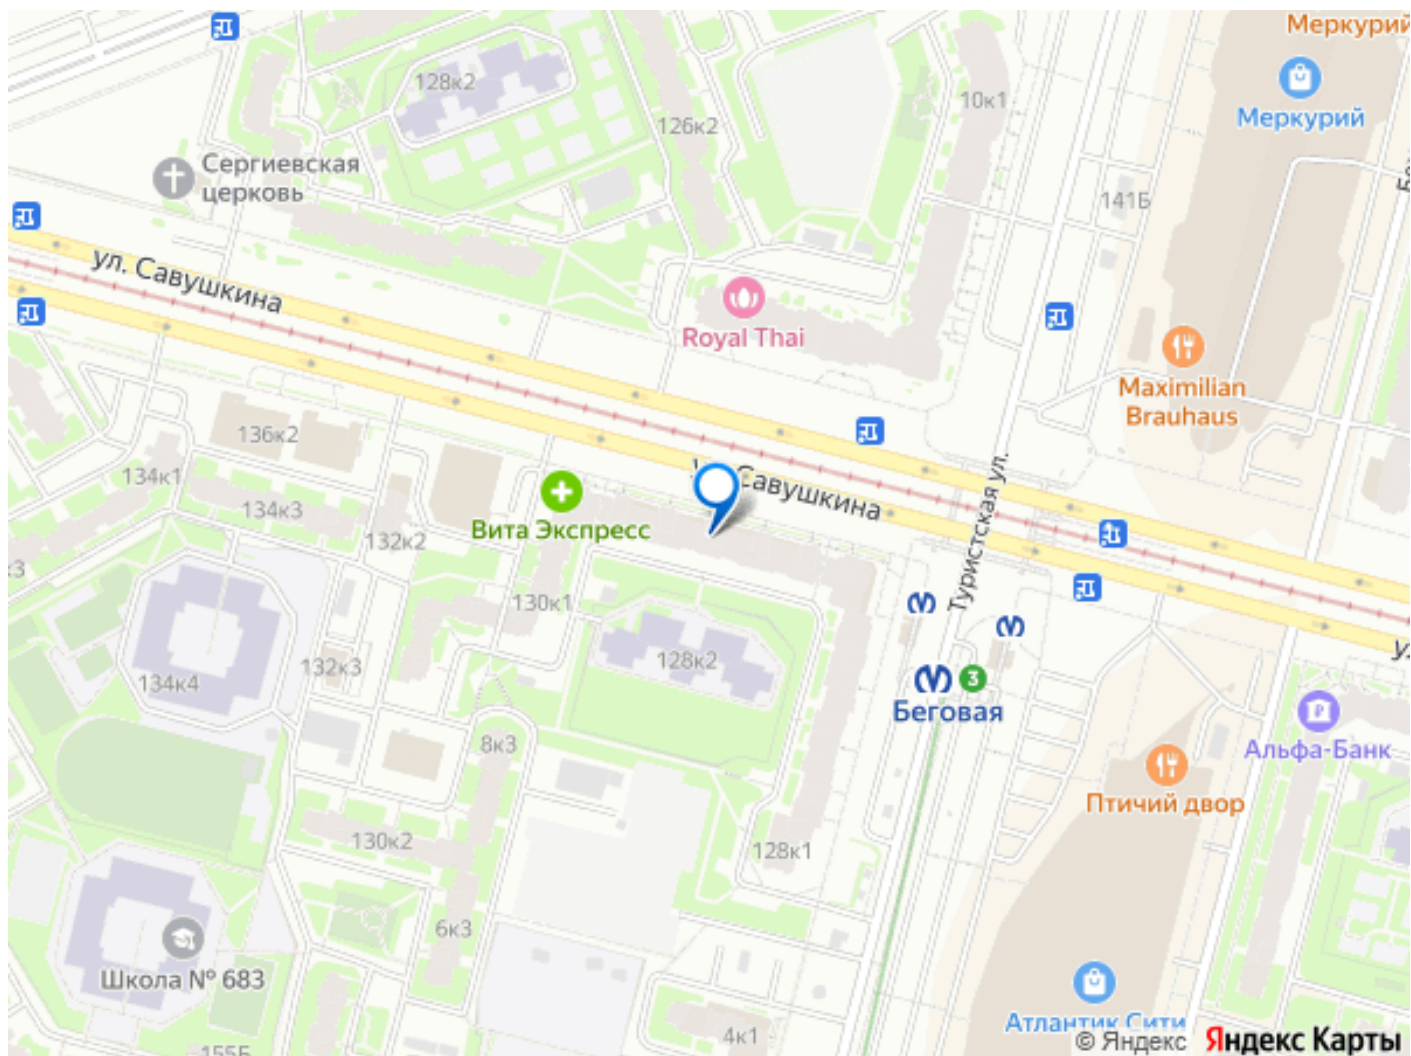 Меркурий
Меркурий
128к2
126к2
10к1
Сергиевская
церковь
141Б
ул. Савушкина
Royal Thai
Maximilian
Brauhaus
136к2
134к1
134к3
132к2
Вита Экспресс
Савушкина
Туристская ул.
130к1
128к2
132к3
134к4
М
М
М 3
Беговая
Альфа-Банк
8к3
Птичий двор
130к2
128к1
6к3
Школа № 683
4к1
155Б
Атлантик Сити
© Яндекс Яндекс Карты